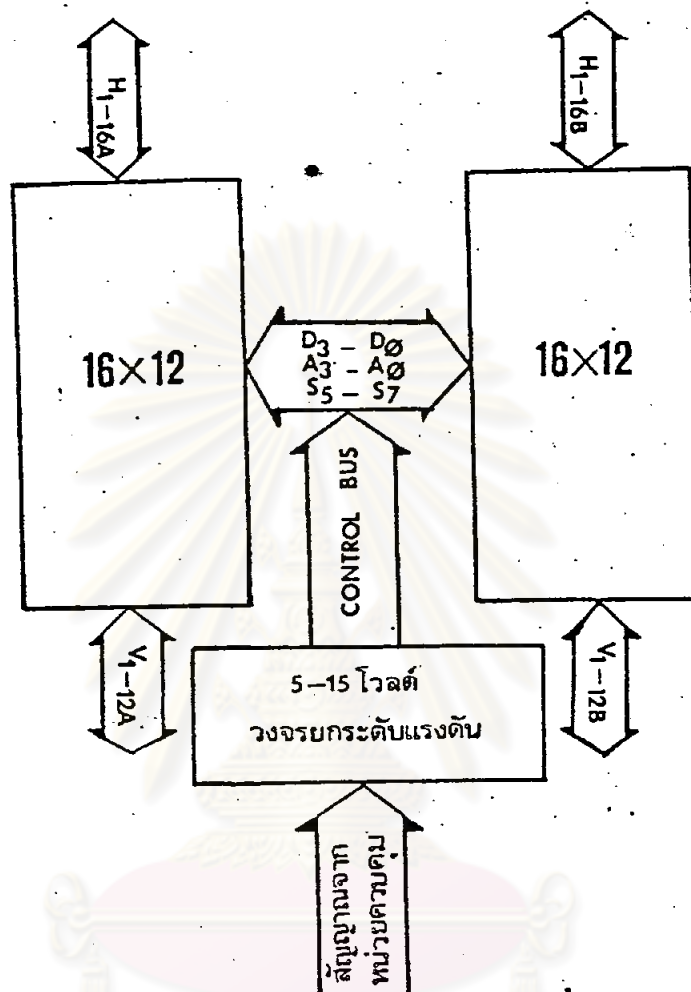 H1-16A
H1-16B
16×12
D3 - DØ
A3 - AØ
S5 - S7
16×12
CONTROL BUS
V1-12A
5-15 โวลต์
วงจรยกระดับแรงดัน
V1-12B
สัญญาณจาก
หน่วยควบคุม